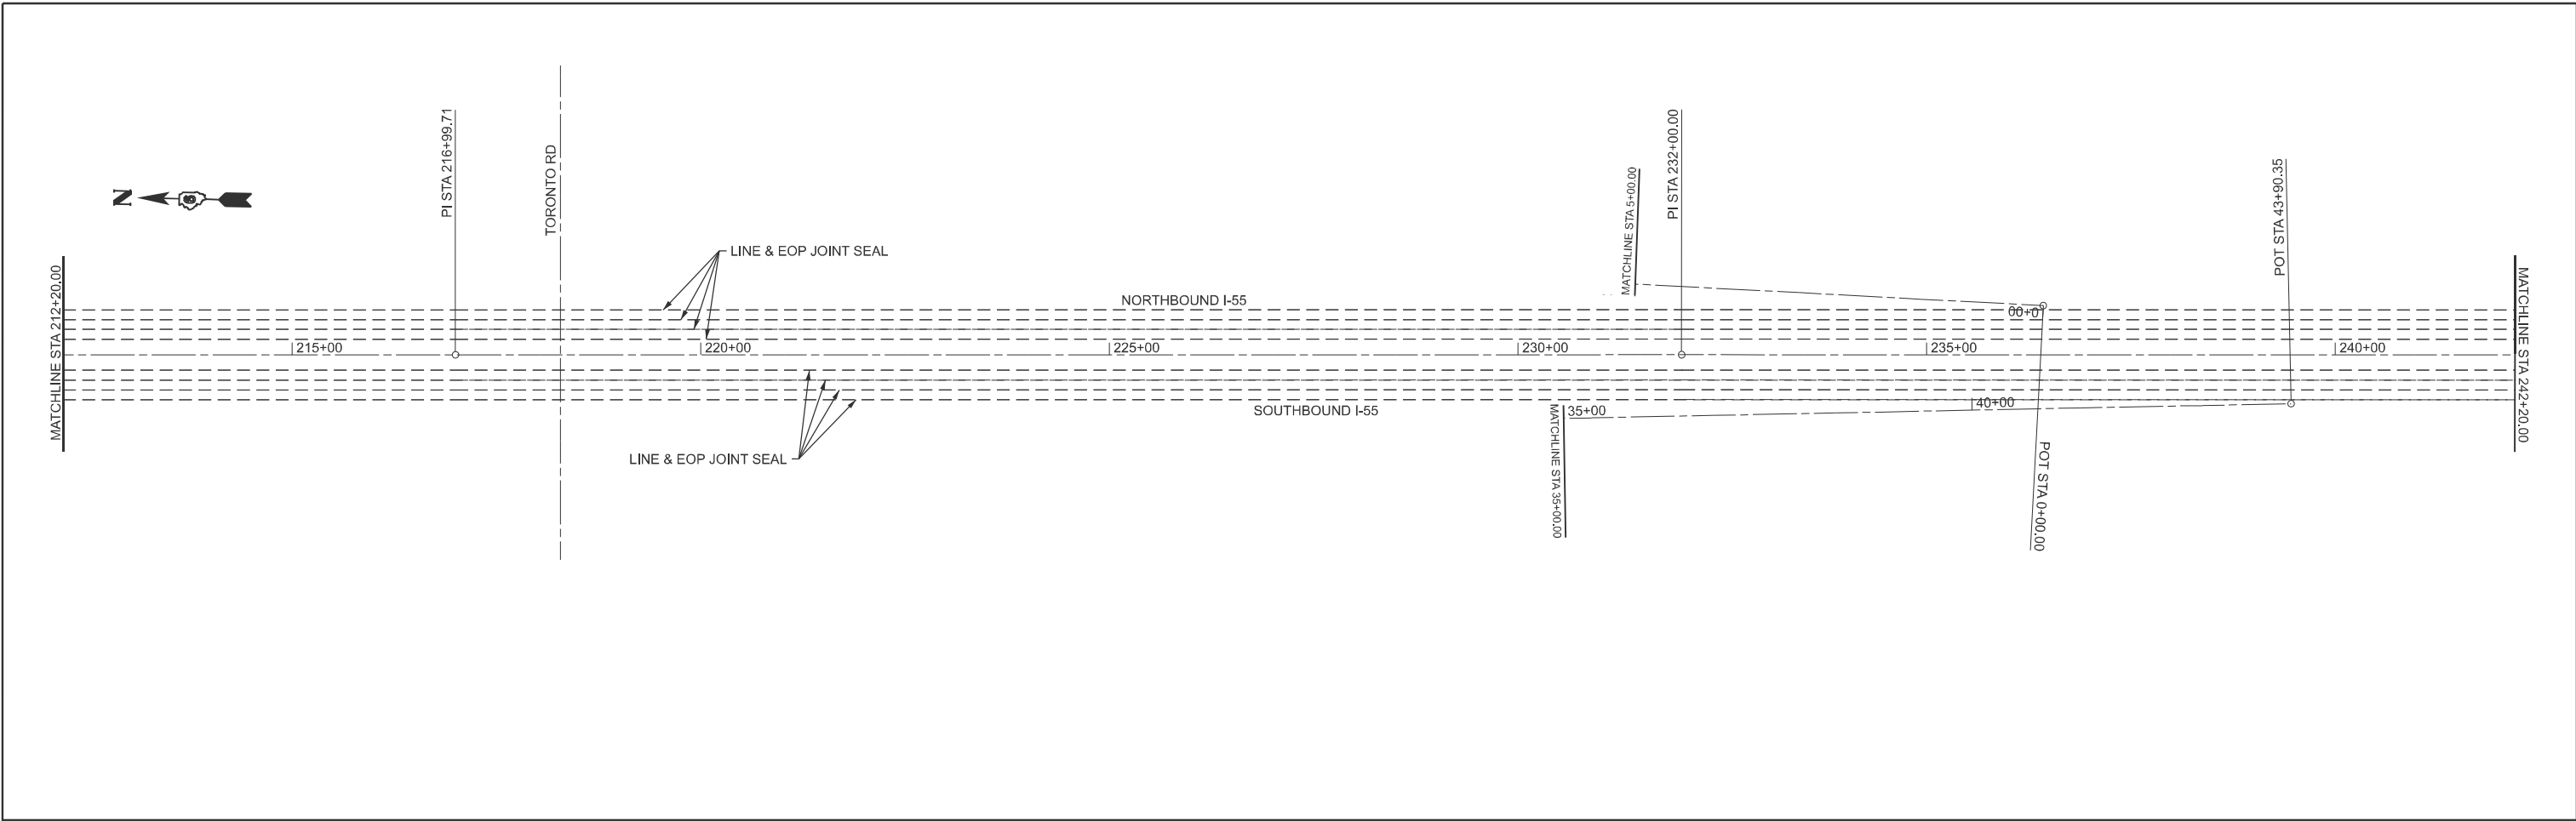 N
MATCHLINE STA 212+20.00
PI STA 216+99.71
TORONTO RD
LINE & EOP JOINT SEAL
NORTHBOUND I-55
MATCHLINE STA 5+00.00
PI STA 232+00.00
POT STA 43+90.35
MATCHLINE STA 242+20.00
0+00
215+00
220+00
225+00
230+00
235+00
240+00
SOUTHBOUND I-55
35+00
40+00
MATCHLINE STA 35+00.00
POT STA 0+00.00
LINE & EOP JOINT SEAL